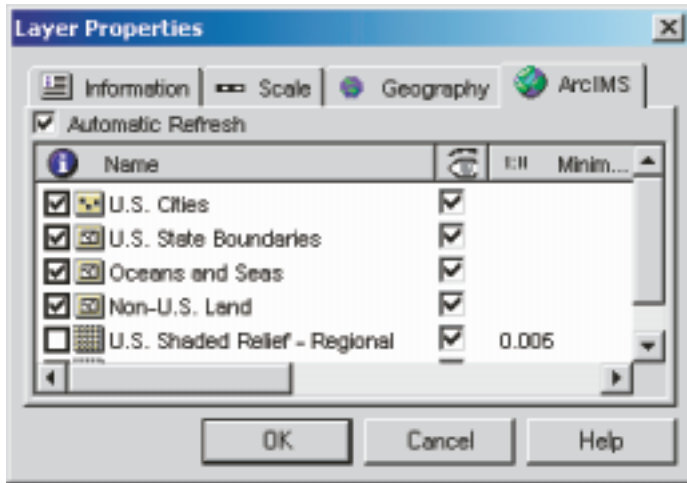 Layer Properties
Information Scale Geography ArcIMS
Automatic Refresh
Name 1:n Minim...
U.S. Cities
U.S. State Boundaries
Oceans and Seas
Non-U.S. Land
U.S. Shaded Relief - Regional 0.005
OK Cancel Help